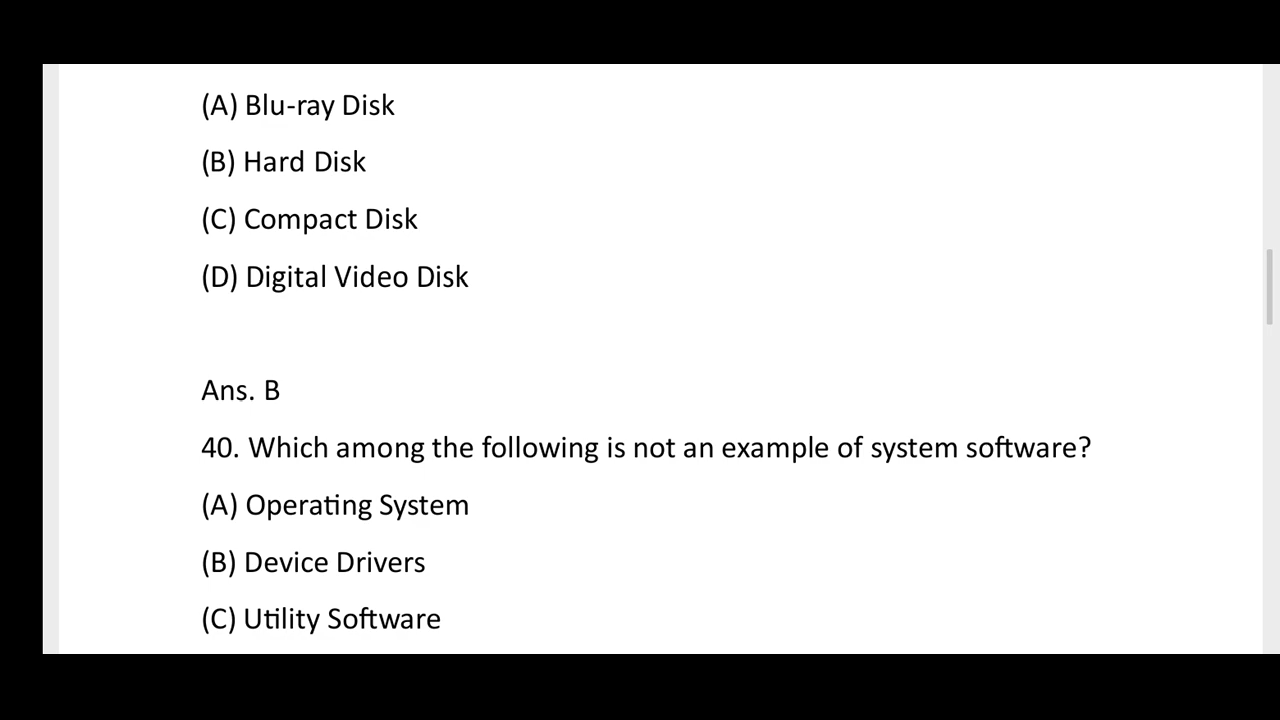 (A) Blu-ray Disk
(B) Hard Disk
(C) Compact Disk
(D) Digital Video Disk
Ans. B
40. Which among the following is not an example of system software?
(A) Operating System
(B) Device Drivers
(C) Utility Software